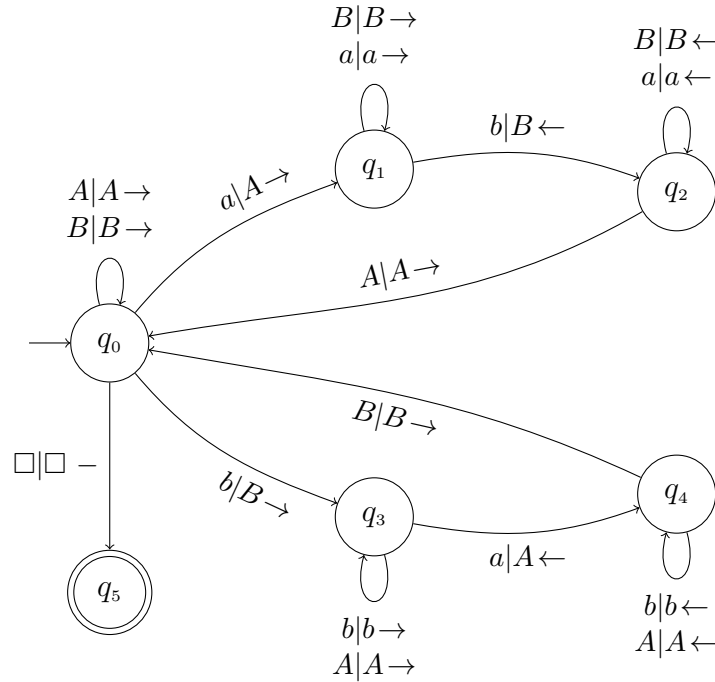 B|B→
a|a→
B|B←
a|a←
b|B←
q₁
q₂
a|A→
A|A→
B|B→
A|A→
q₀
B|B→
□|□ −
b|B→
q₃
q₄
a|A←
q₅
b|b→
A|A→
b|b←
A|A←